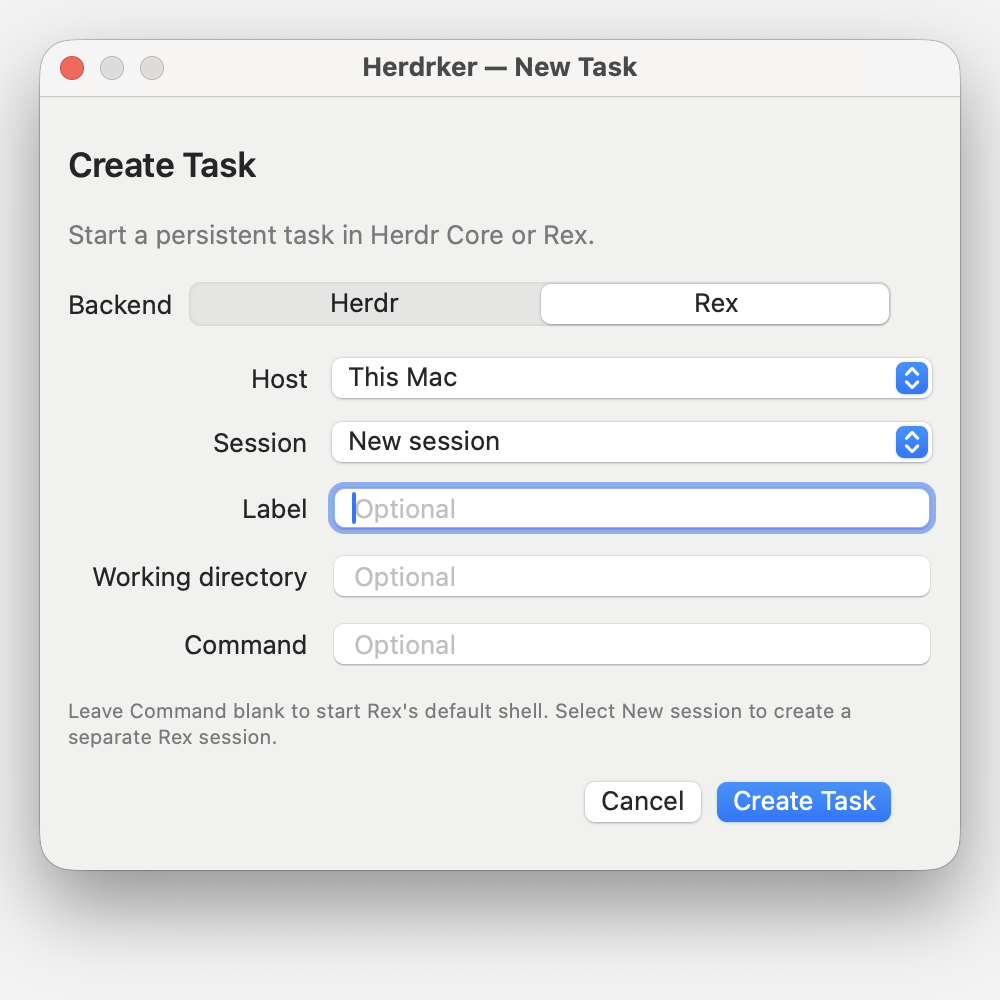 Herdrker — New Task
Create Task
Start a persistent task in Herdr Core or Rex.
Backend Herdr Rex
Host This Mac
Session New session
Label Optional
Working directory Optional
Command Optional
Leave Command blank to start Rex's default shell. Select New session to create a
separate Rex session.
Cancel Create Task